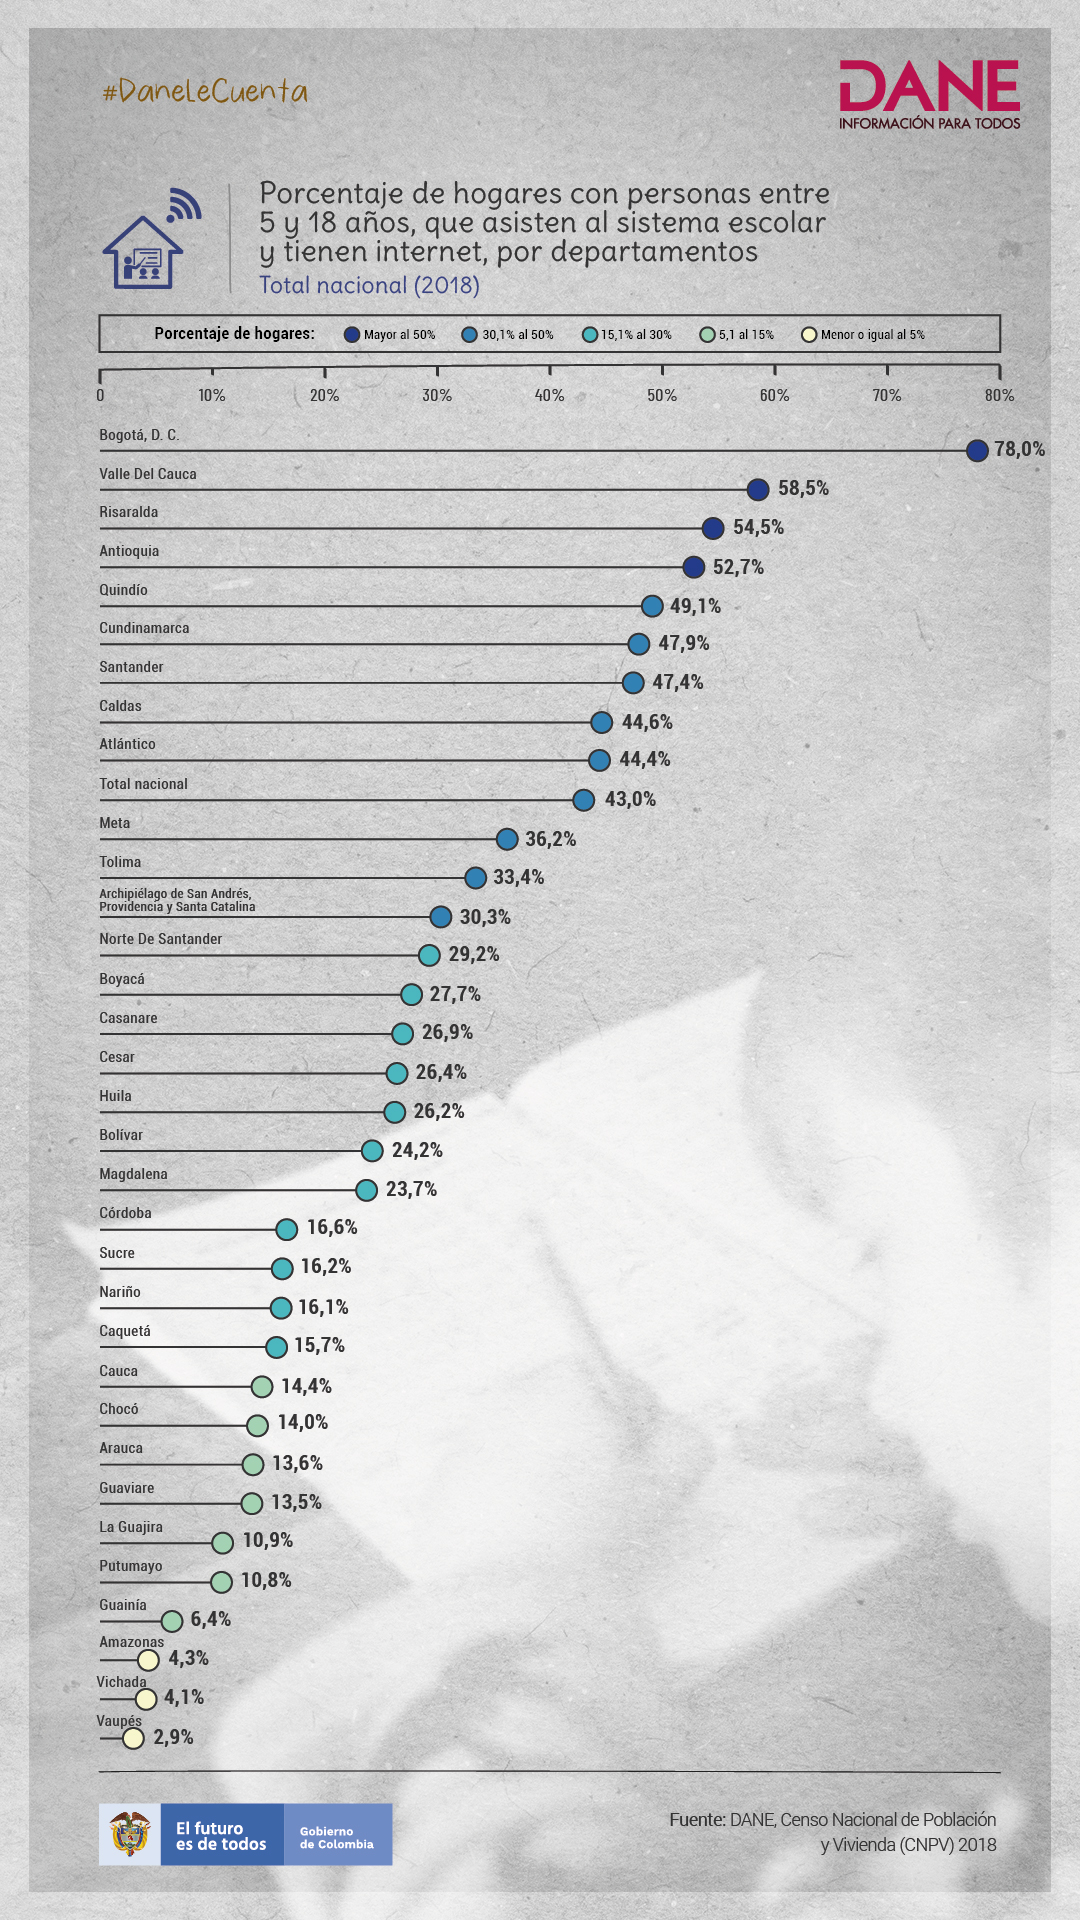 #DaneLeCuenta
DANE
INFORMACIÓN PARA TODOS
Porcentaje de hogares con personas entre
5 y 18 años, que asisten al sistema escolar
y tienen internet, por departamentos
Total nacional (2018)
Porcentaje de hogares: Mayor al 50% 30,1% al 50% 15,1% al 30% 5,1 al 15% Menor o igual al 5%
0 10% 20% 30% 40% 50% 60% 70% 80%
Bogotá, D. C.
78,0%
Valle Del Cauca
58,5%
Risaralda
54,5%
Antioquia
52,7%
Quindío
49,1%
Cundinamarca
47,9%
Santander
47,4%
Caldas
44,6%
Atlántico
44,4%
Total nacional
43,0%
Meta
36,2%
Tolima
33,4%
Archipiélago de San Andrés,
Providencia y Santa Catalina
30,3%
Norte De Santander
29,2%
Boyacá
27,7%
Casanare
26,9%
Cesar
26,4%
Huila
26,2%
Bolívar
24,2%
Magdalena
23,7%
Córdoba
16,6%
Sucre
16,2%
Nariño
16,1%
Caquetá
15,7%
Cauca
14,4%
Chocó
14,0%
Arauca
13,6%
Guaviare
13,5%
La Guajira
10,9%
Putumayo
10,8%
Guainía
6,4%
Amazonas
4,3%
Vichada
4,1%
Vaupés
2,9%
El futuro
es de todos
Gobierno
de Colombia
Fuente: DANE, Censo Nacional de Población
y Vivienda (CNPV) 2018